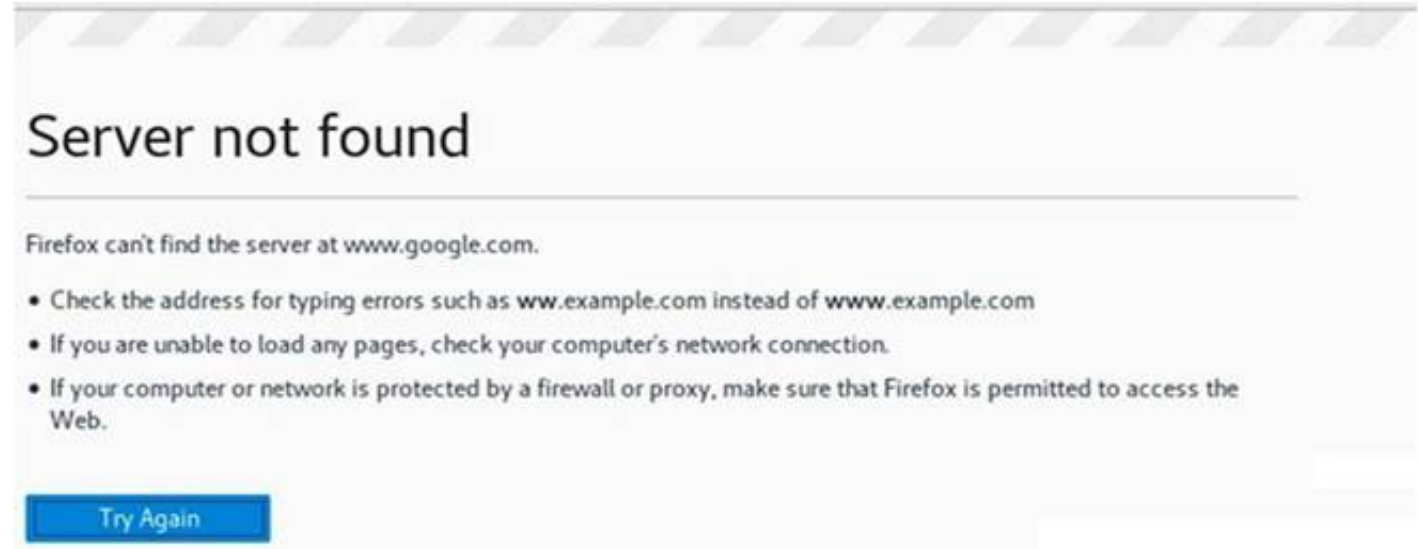 Server not found
Firefox can't find the server at www.google.com.
• Check the address for typing errors such as ww.example.com instead of www.example.com
• If you are unable to load any pages, check your computer's network connection.
• If your computer or network is protected by a firewall or proxy, make sure that Firefox is permitted to access the
Web.
Try Again